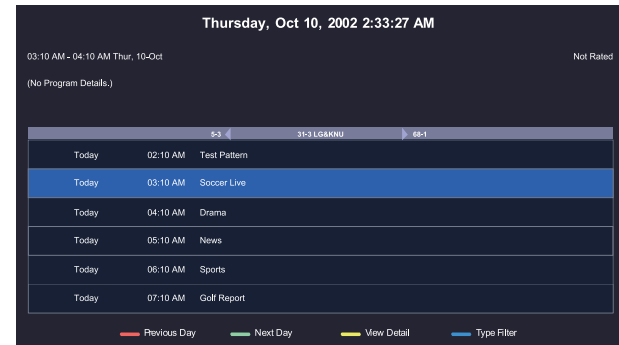 Thursday, Oct 10, 2002 2:33:27 AM
03:10 AM - 04:10 AM Thur, 10-Oct Not Rated
(No Program Details.)
5-3 31-3 LG&KNU 68-1
Today 02:10 AM Test Pattern
Today 03:10 AM Soccer Live
Today 04:10 AM Drama
Today 05:10 AM News
Today 06:10 AM Sports
Today 07:10 AM Golf Report
Previous Day Next Day View Detail Type Filter